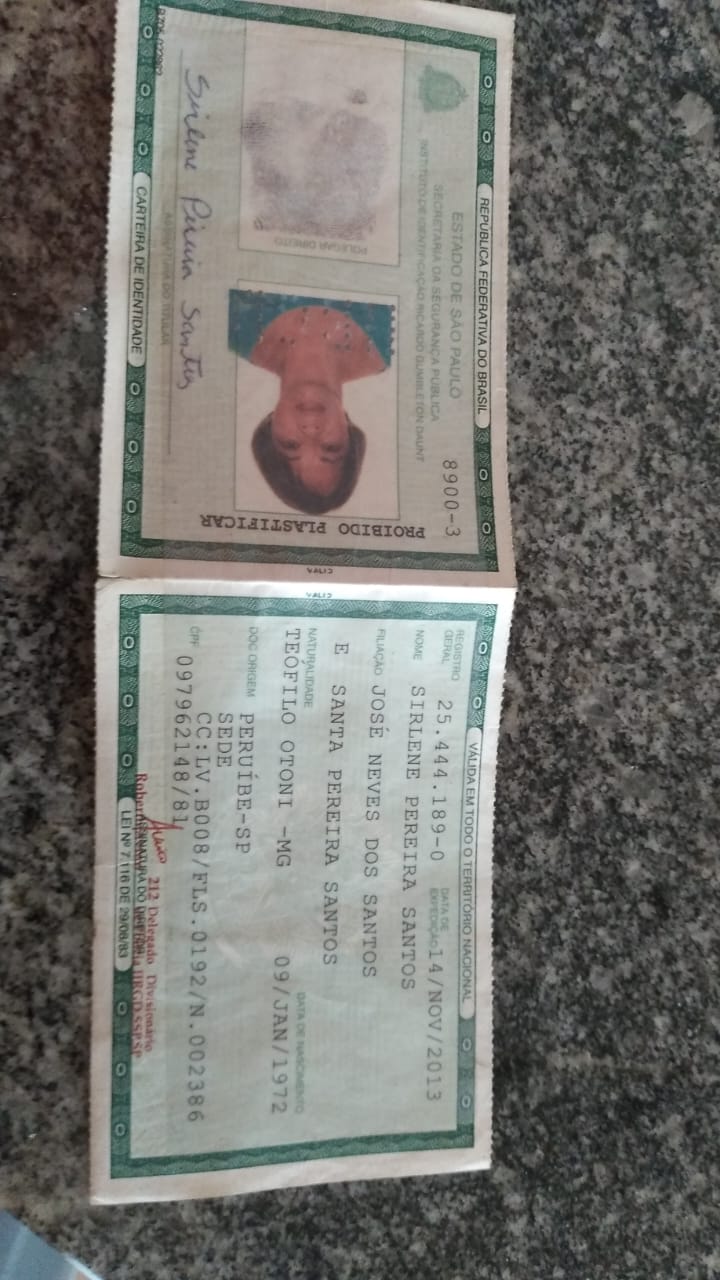 REPÚBLICA FEDERATIVA DO BRASIL
ESTADO DE SÃO PAULO
SECRETARIA DA SEGURANÇA PÚBLICA
INSTITUTO DE IDENTIFICAÇÃO RICARDO GUMBLETON DAUNT
8900-3
POLEGAR DIREITO
PROIBIDO PLASTIFICAR
Sirlene Pereira Santos
ASSINATURA DO TITULAR
CARTEIRA DE IDENTIDADE
VÁLIDA EM TODO O TERRITÓRIO NACIONAL
REGISTRO GERAL 25.444.189-0 DATA DE EXPEDIÇÃO 14/NOV/2013
NOME SIRLENE PEREIRA SANTOS
FILIAÇÃO JOSÉ NEVES DOS SANTOS
E SANTA PEREIRA SANTOS
NATURALIDADE DATA DE NASCIMENTO
TEOFILO OTONI -MG 09/JAN/1972
DOC ORIGEM PERUÍBE-SP
SEDE
CC:LV.B008/FLS.0192/N.002386
CPF 097962148/81
212 Delegado Divisionário
ASSINATURA DO DIRETOR
LEI Nº 7.116 DE 29/08/83